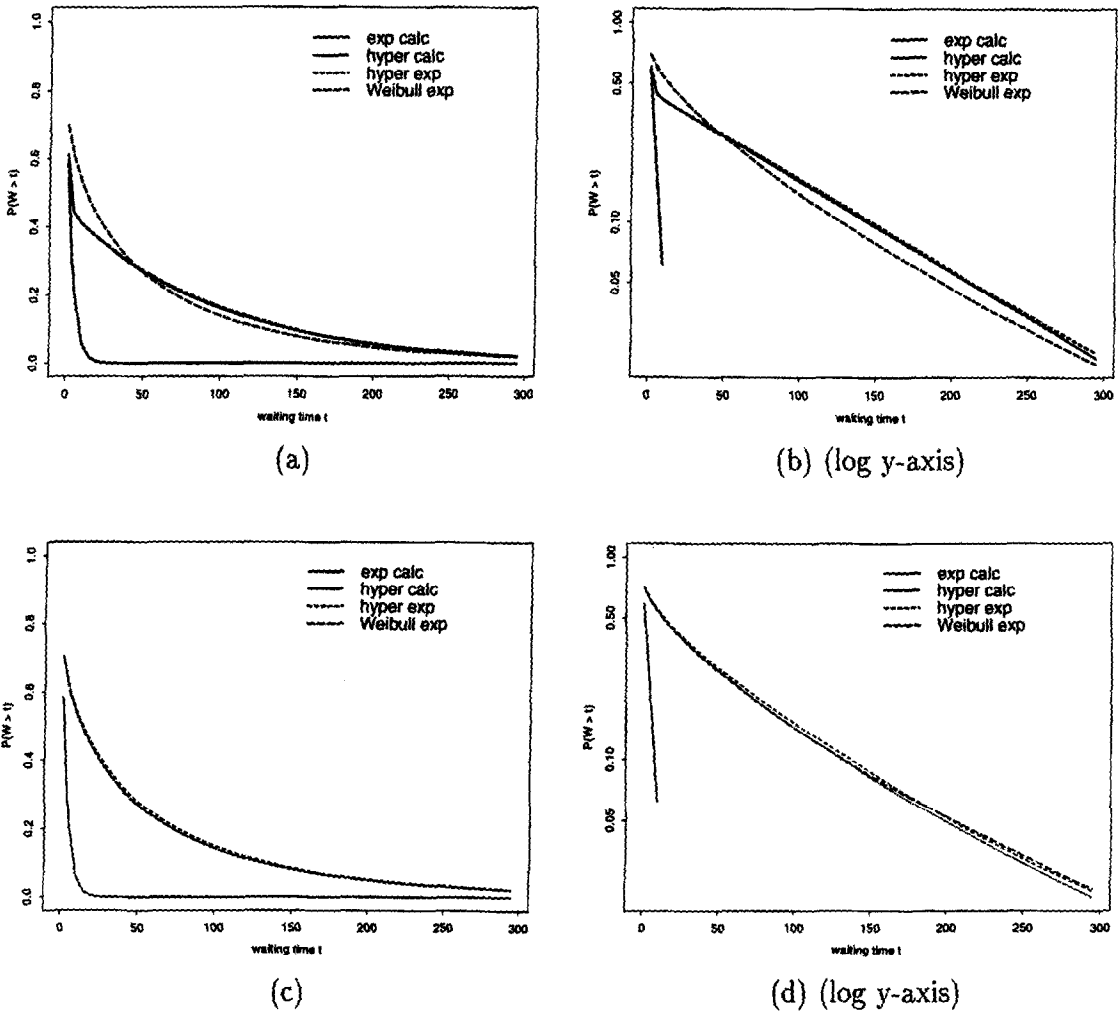 1.0
0.8
0.6
0.4
0.2
0.0
P(W > t)
exp calc
hyper calc
hyper exp
Weibull exp
0 50 100 150 200 250 300
waiting time t
(a)
1.00
0.50
0.10
0.05
P(W > t)
exp calc
hyper calc
hyper exp
Weibull exp
0 50 100 150 200 250 300
waiting time t
(b) (log y-axis)
1.0
0.8
0.6
0.4
0.2
0.0
P(W > t)
exp calc
hyper calc
hyper exp
Weibull exp
0 50 100 150 200 250 300
waiting time t
(c)
1.00
0.50
0.10
0.05
P(W > t)
exp calc
hyper calc
hyper exp
Weibull exp
0 50 100 150 200 250 300
waiting time t
(d) (log y-axis)